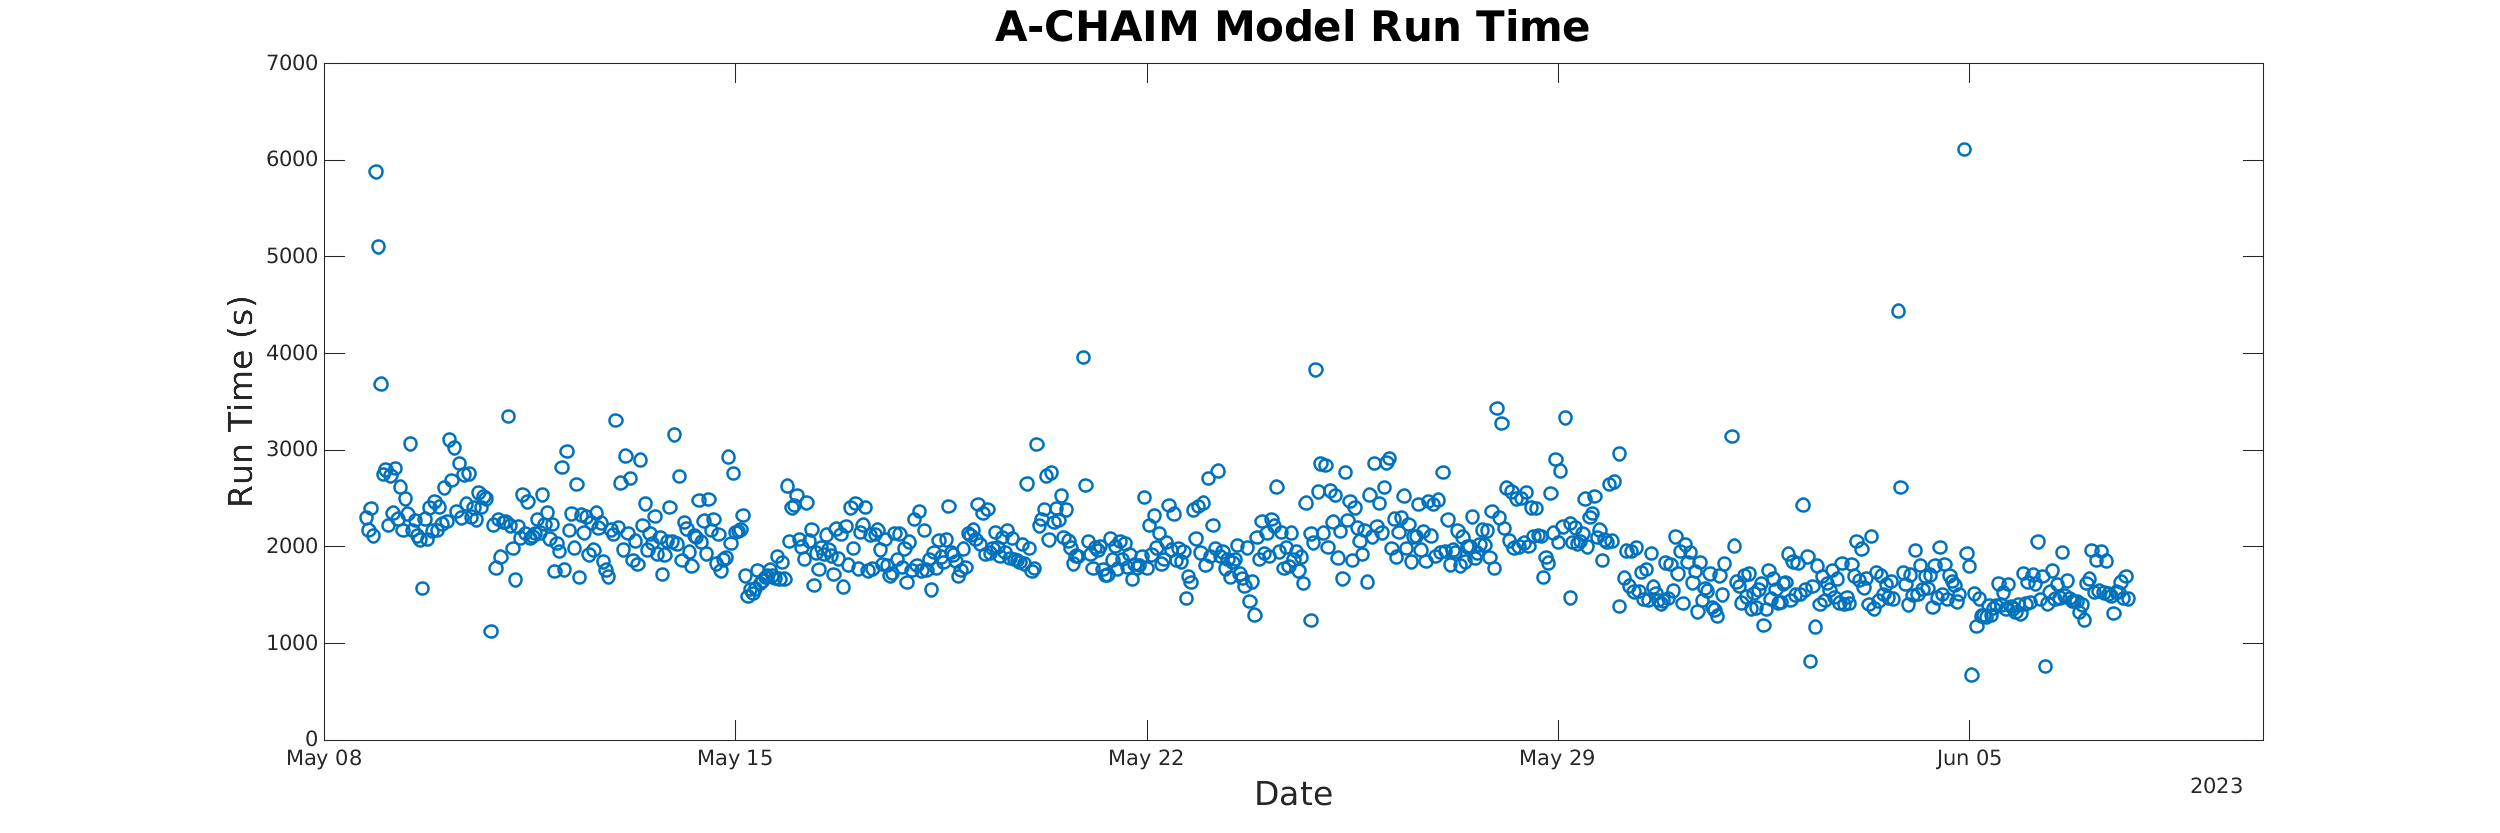 A-CHAIM Model Run Time
7000
6000
5000
4000
3000
2000
1000
0
Run Time (s)
May 08 May 15 May 22 May 29 Jun 05
2023
Date